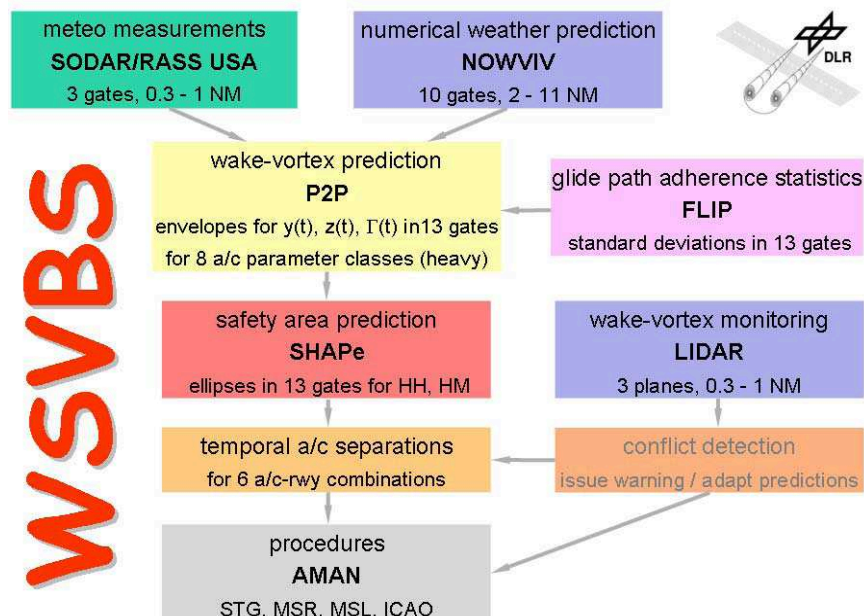 meteo measurements
SODAR/RASS USA
3 gates, 0.3 - 1 NM
numerical weather prediction
NOWVIV
10 gates, 2 - 11 NM
DLR
WSVBS
wake-vortex prediction
P2P
envelopes for y(t), z(t), Γ(t) in13 gates
for 8 a/c parameter classes (heavy)
glide path adherence statistics
FLIP
standard deviations in 13 gates
safety area prediction
SHAPe
ellipses in 13 gates for HH, HM
wake-vortex monitoring
LIDAR
3 planes, 0.3 - 1 NM
temporal a/c separations
for 6 a/c-rwy combinations
conflict detection
issue warning / adapt predictions
procedures
AMAN
STG, MSR, MSL, ICAO